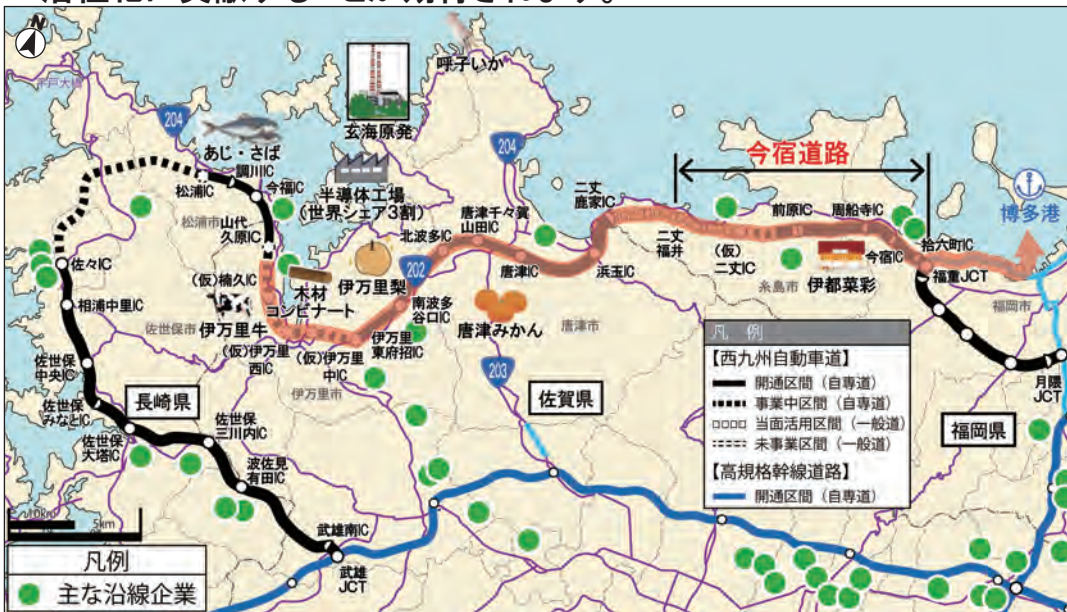 N
平戸大橋
204
あじ・さば
調川IC
松浦IC
今福IC
松浦市
山代
久原IC
玄海原発
半導体工場
(世界シェア3割)
呼子いか
204
唐津千々賀
山田IC
北波多IC
唐津IC
二丈
鹿家IC
浜玉IC
今宿道路
二丈
福井
(仮)
二丈IC
前原IC
周船寺IC
今宿IC
拾六町IC
福重JCT
博多港
糸島市
伊都菜彩
福岡市
月隈
JCT
佐々IC
相浦中里IC
佐世保市
佐世保
中央IC
佐世保
みなとIC
佐世保
大塔IC
長崎県
佐世保
三川内IC
波佐見
有田IC
武雄南IC
武雄
JCT
(仮)楠久IC
伊万里牛
木材
コンビナート
伊万里梨
202
南波多
谷口IC
伊万里
東府招IC
(仮)伊万里
西IC
(仮)伊万里
中IC
伊万里市
唐津みかん
唐津市
203
佐賀県
福岡県
凡 例
【西九州自動車道】
開通区間(自専道)
事業中区間(自専道)
当面活用区間(一般道)
未事業区間(一般道)
【高規格幹線道路】
開通区間(自専道)
10km
5km
凡例
主な沿線企業